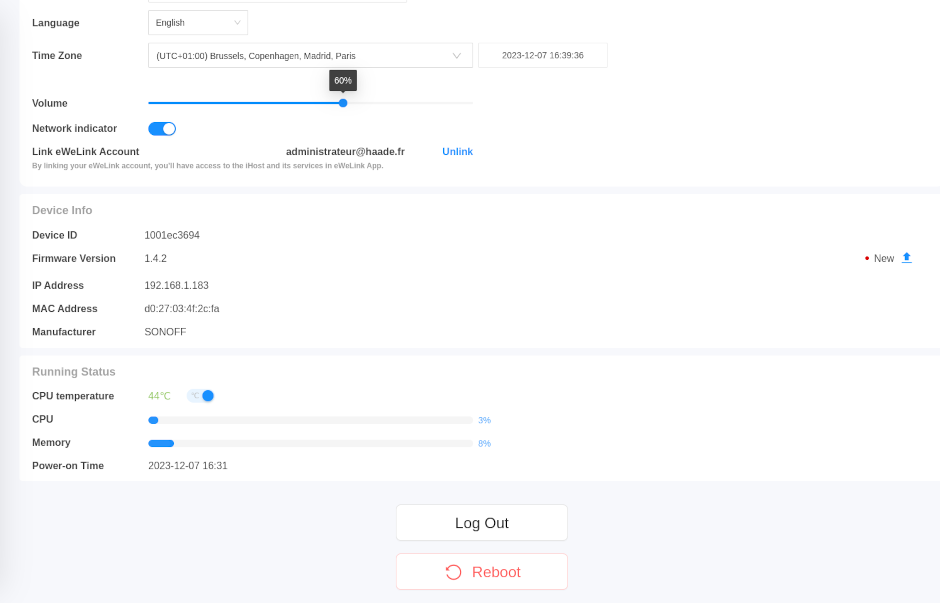 Language English
Time Zone (UTC+01:00) Brussels, Copenhagen, Madrid, Paris 2023-12-07 16:39:36
60%
Volume
Network indicator
Link eWeLink Account administrateur@haade.fr Unlink
By linking your eWeLink account, you'll have access to the iHost and its services in eWeLink App.
Device Info
Device ID 1001ec3694
Firmware Version 1.4.2 New
IP Address 192.168.1.183
MAC Address d0:27:03:4f:2c:fa
Manufacturer SONOFF
Running Status
CPU temperature 44℃ ℃
CPU 3%
Memory 8%
Power-on Time 2023-12-07 16:31
Log Out
Reboot